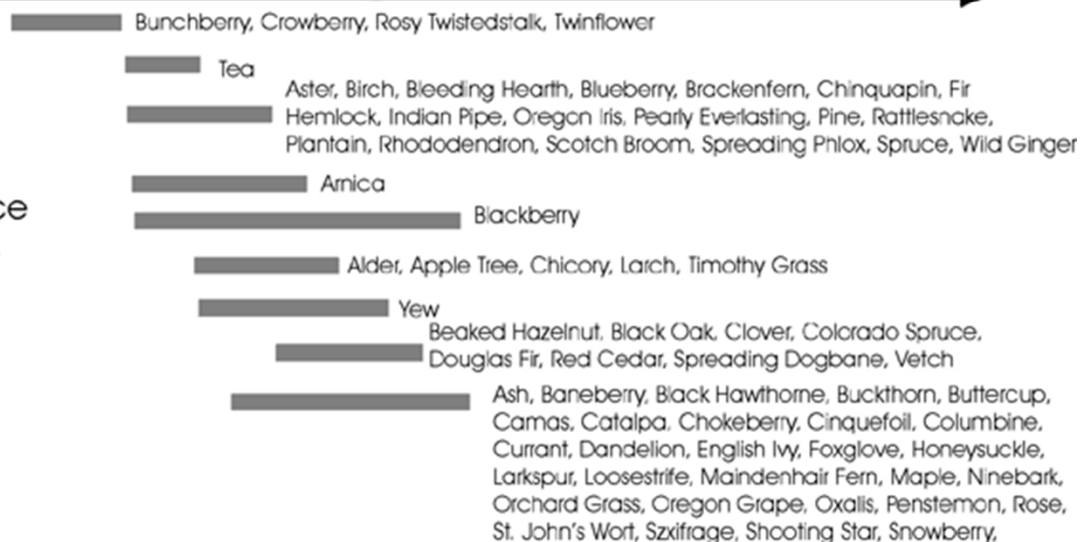 Bunchberry, Crowberry, Rosy Twistedstalk, Twinflower
Tea
Aster, Birch, Bleeding Hearth, Blueberry, Brackenfern, Chinquapin, Fir
Hemlock, Indian Pipe, Oregon Iris, Pearly Everlasting, Pine, Rattlesnake,
Plantain, Rhododendron, Scotch Broom, Spreading Phlox, Spruce, Wild Ginger
Arnica
ce
Blackberry
Alder, Apple Tree, Chicory, Larch, Timothy Grass
Yew
Beaked Hazelnut, Black Oak, Clover, Colorado Spruce,
Douglas Fir, Red Cedar, Spreading Dogbane, Vetch
Ash, Baneberry, Black Hawthorne, Buckthorn, Buttercup,
Camas, Catalpa, Chokeberry, Cinquefoil, Columbine,
Currant, Dandelion, English Ivy, Foxglove, Honeysuckle,
Larkspur, Loosestrife, Maindenhair Fern, Maple, Ninebark,
Orchard Grass, Oregon Grape, Oxalis, Penstemon, Rose,
St. John's Wort, Szxifrage, Shooting Star, Snowberry,